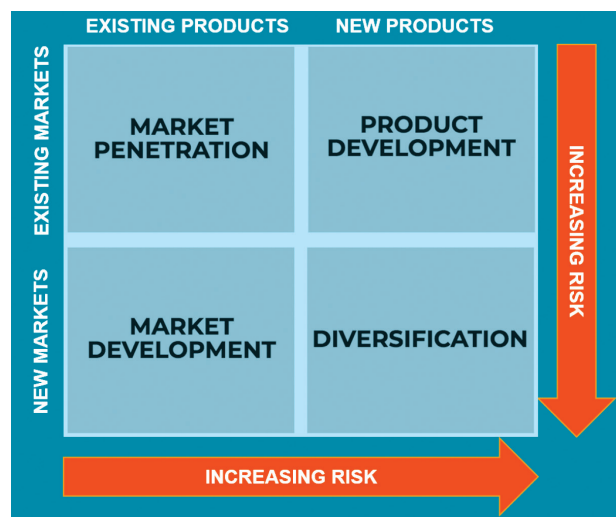 EXISTING PRODUCTS
NEW PRODUCTS
EXISTING MARKETS
MARKET
PENETRATION
PRODUCT
DEVELOPMENT
INCREASING RISK
NEW MARKETS
MARKET
DEVELOPMENT
DIVERSIFICATION
INCREASING RISK